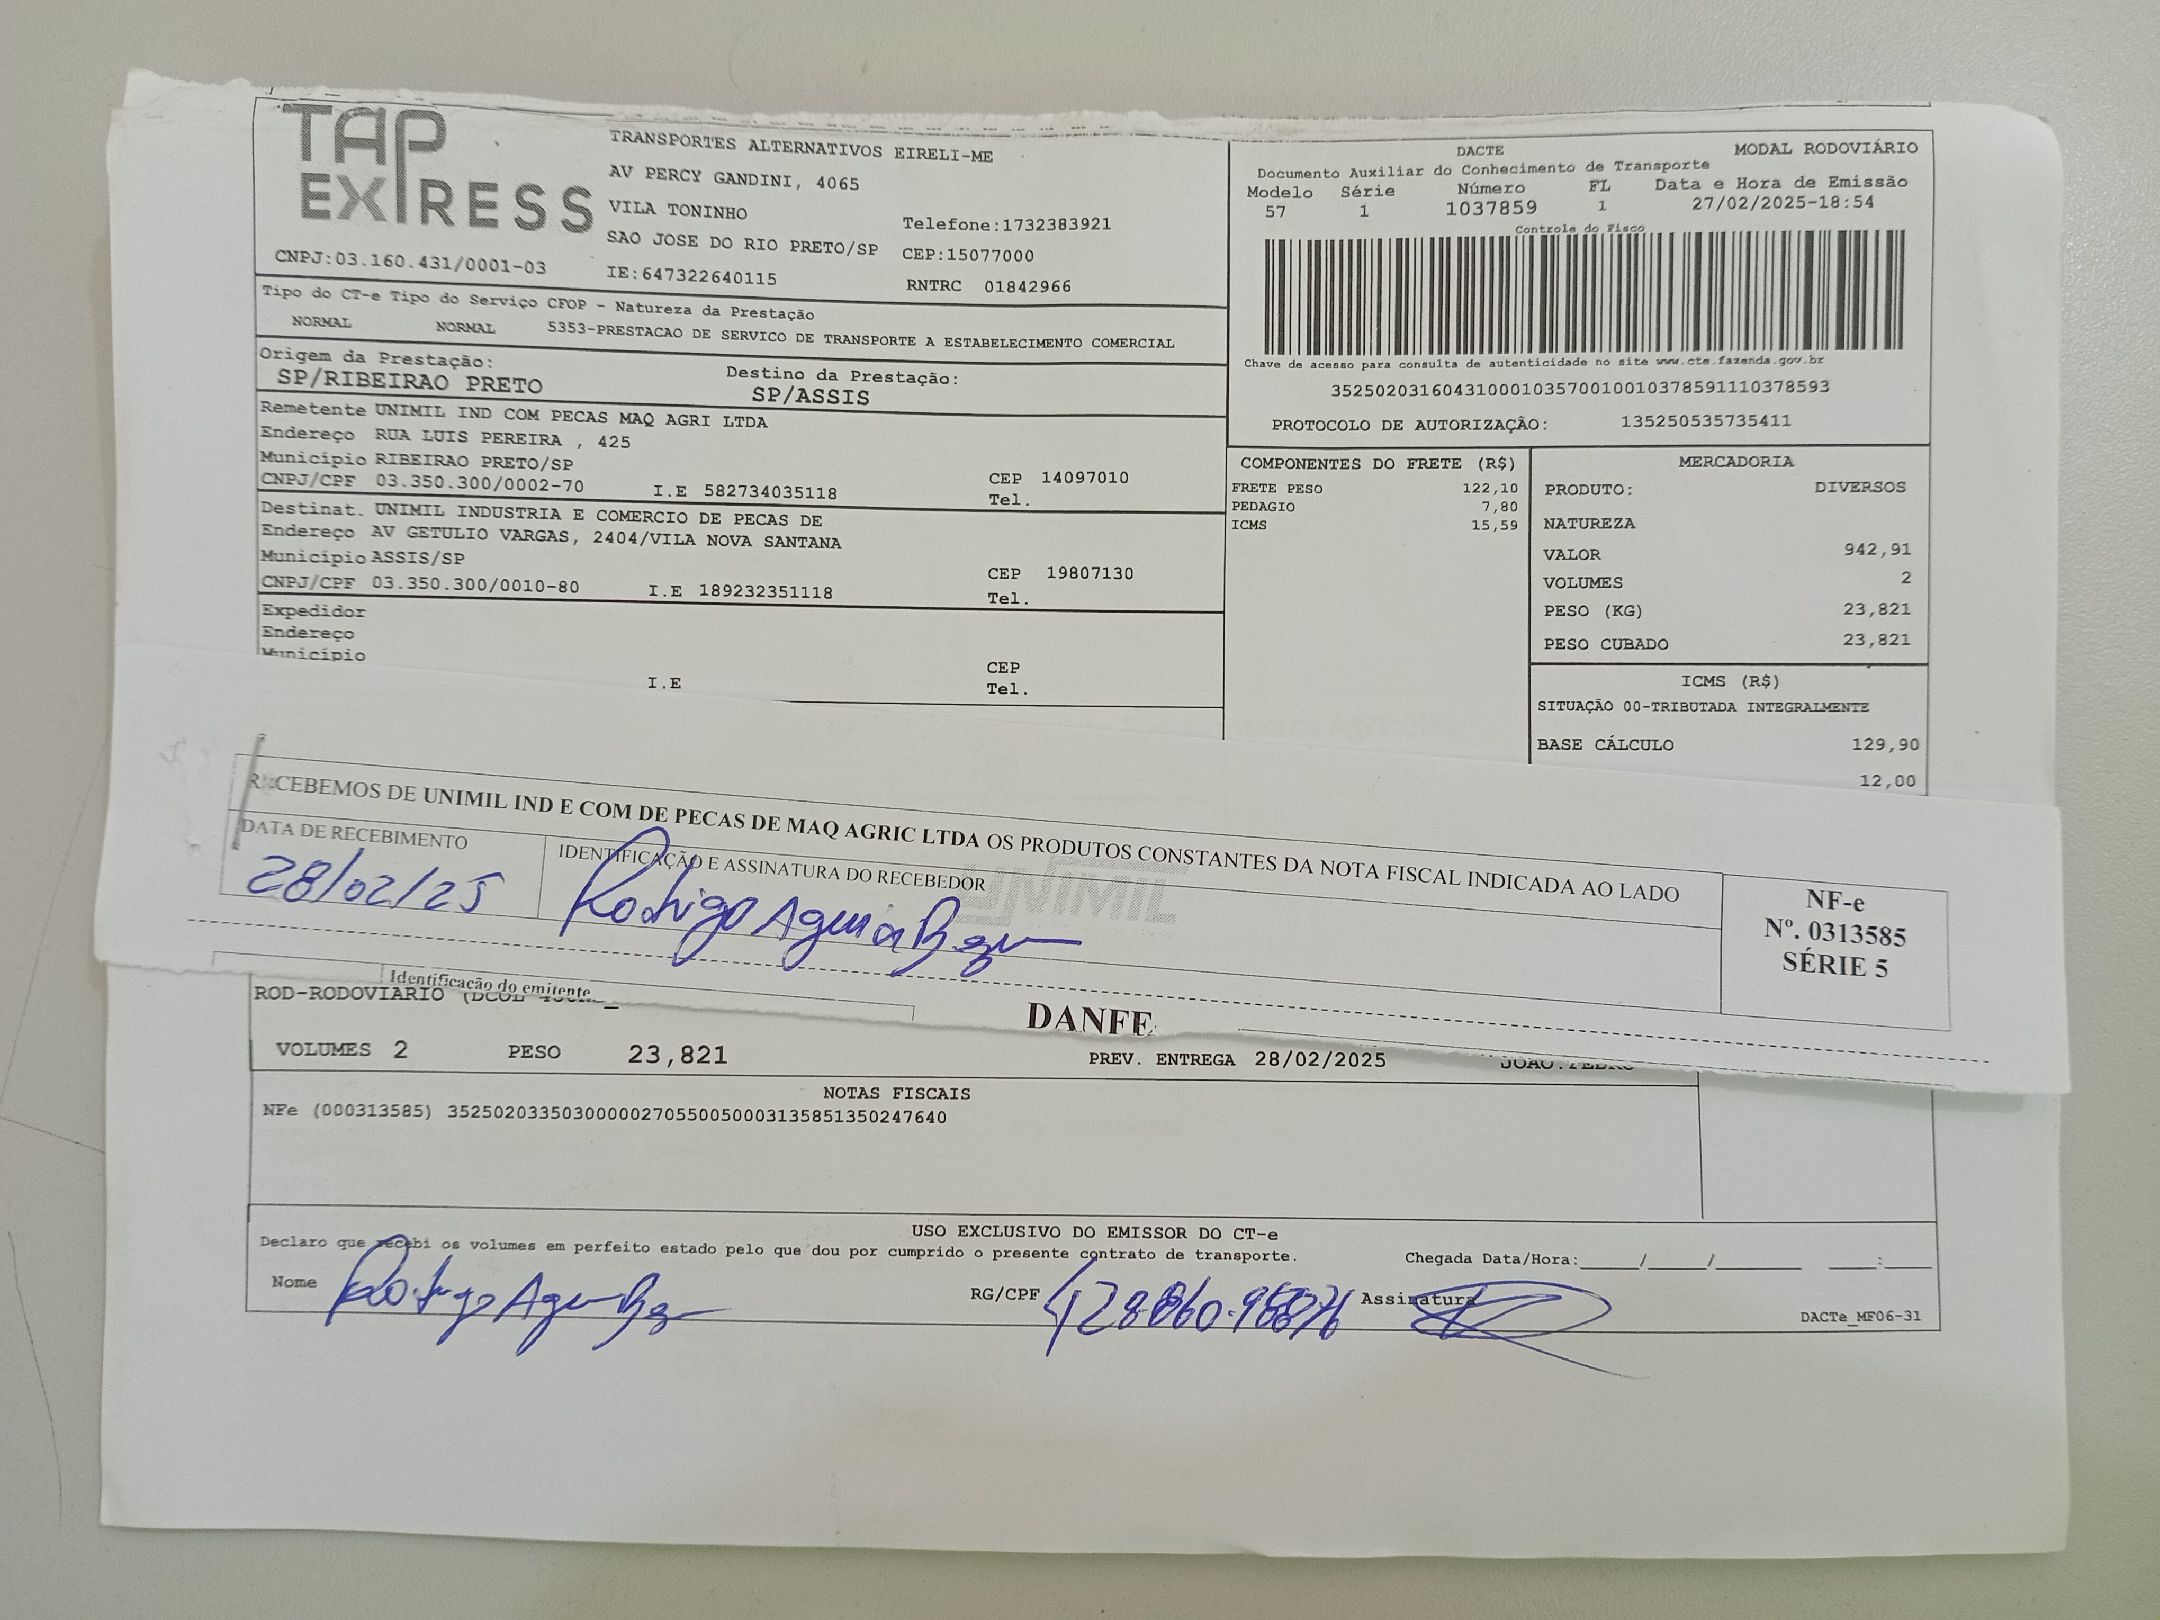 TAP EXPRESS
TRANSPORTES ALTERNATIVOS EIRELI-ME
AV PERCY GANDINI, 4065
VILA TONINHO
Telefone:1732383921
SAO JOSE DO RIO PRETO/SP CEP:15077000
CNPJ:03.160.431/0001-03 IE:647322640115 RNTRC 01842966
Tipo do CT-e Tipo do Serviço CFOP - Natureza da Prestação
NORMAL NORMAL 5353-PRESTACAO DE SERVICO DE TRANSPORTE A ESTABELECIMENTO COMERCIAL
Origem da Prestação: Destino da Prestação:
SP/RIBEIRAO PRETO SP/ASSIS
Remetente UNIMIL IND COM PECAS MAQ AGRI LTDA
Endereço RUA LUIS PEREIRA , 425
Município RIBEIRAO PRETO/SP CEP 14097010
CNPJ/CPF 03.350.300/0002-70 I.E 582734035118 Tel.
Destinat. UNIMIL INDUSTRIA E COMERCIO DE PECAS DE
Endereço AV GETULIO VARGAS, 2404/VILA NOVA SANTANA
Município ASSIS/SP CEP 19807130
CNPJ/CPF 03.350.300/0010-80 I.E 189232351118 Tel.
Expedidor
Endereço
Município CEP
I.E Tel.
DACTE MODAL RODOVIÁRIO
Documento Auxiliar do Conhecimento de Transporte
Modelo Série Número FL Data e Hora de Emissão
57 1 1037859 1 27/02/2025-18:54
Controle do Fisco
Chave de acesso para consulta de autenticidade no site www.cte.fazenda.gov.br
35250203160431000103570010010378591110378593
PROTOCOLO DE AUTORIZAÇÃO: 135250535735411
COMPONENTES DO FRETE (R$)
FRETE PESO 122,10
PEDAGIO 7,80
ICMS 15,59
MERCADORIA
PRODUTO: DIVERSOS
NATUREZA
VALOR 942,91
VOLUMES 2
PESO (KG) 23,821
PESO CUBADO 23,821
ICMS (R$)
SITUAÇÃO 00-TRIBUTADA INTEGRALMENTE
BASE CÁLCULO 129,90
12,00
RECEBEMOS DE UNIMIL IND E COM DE PECAS DE MAQ AGRIC LTDA OS PRODUTOS CONSTANTES DA NOTA FISCAL INDICADA AO LADO
DATA DE RECEBIMENTO IDENTIFICAÇÃO E ASSINATURA DO RECEBEDOR
28/02/25 Rodrigo
UNIMIL
NF-e
Nº. 0313585
SÉRIE 5
Identificação do emitente
DANFE
ROD-RODOVIARIO
VOLUMES 2 PESO 23,821 PREV. ENTREGA 28/02/2025 JOAO.PEDRO
NOTAS FISCAIS
NFe (000313585) 35250203350300000270550050003135851350247640
USO EXCLUSIVO DO EMISSOR DO CT-e
Declaro que recebi os volumes em perfeito estado pelo que dou por cumprido o presente contrato de transporte. Chegada Data/Hora:_____/_____/_______ ____:____
Nome Rodrigo RG/CPF Assinatura
DACTe_MF06-31